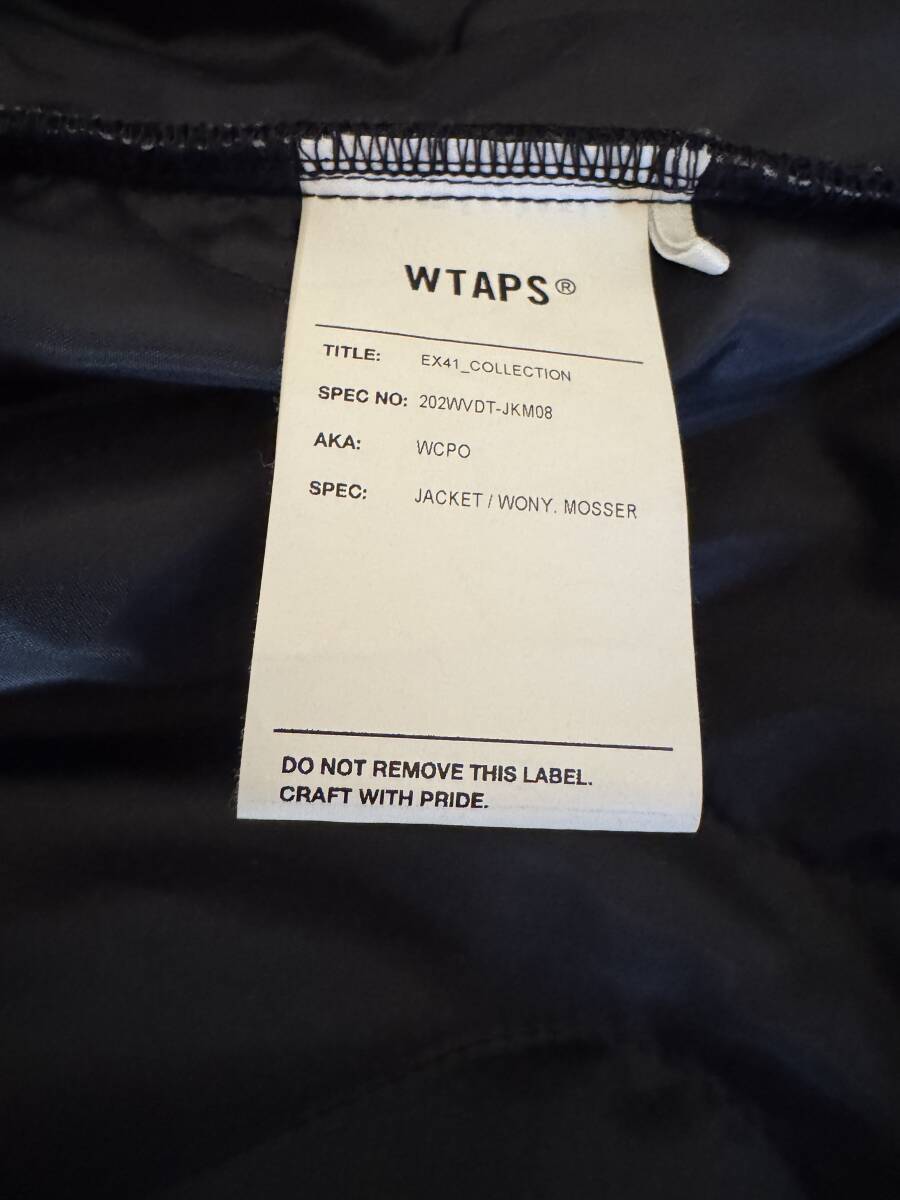 WTAPS®
TITLE: EX41_COLLECTION
SPEC NO: 202WVDT-JKM08
AKA: WCPO
SPEC: JACKET / WONY. MOSSER
DO NOT REMOVE THIS LABEL.
CRAFT WITH PRIDE.